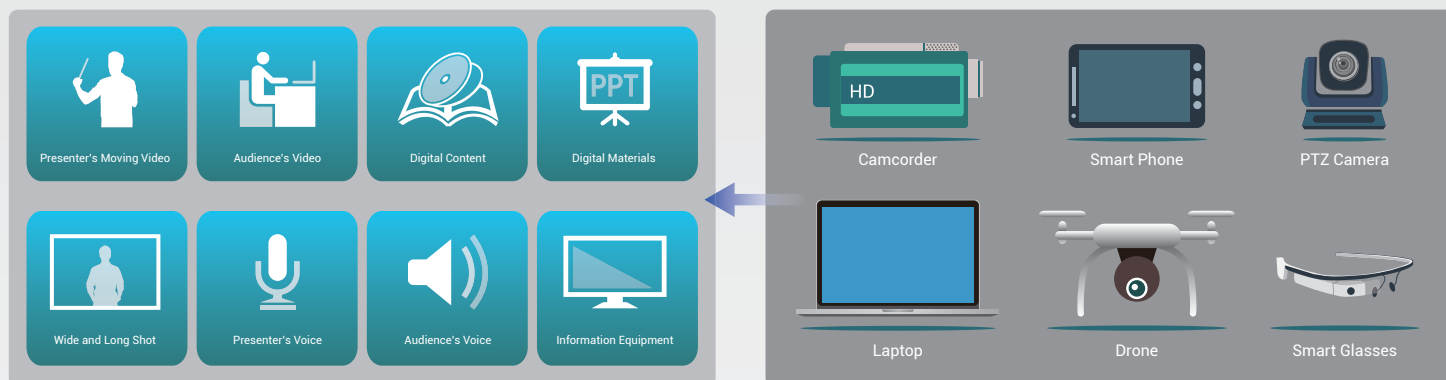 Presenter's Moving Video
Audience's Video
Digital Content
PPT
Digital Materials
Wide and Long Shot
Presenter's Voice
Audience's Voice
Information Equipment
HD
Camcorder
Smart Phone
PTZ Camera
Laptop
Drone
Smart Glasses